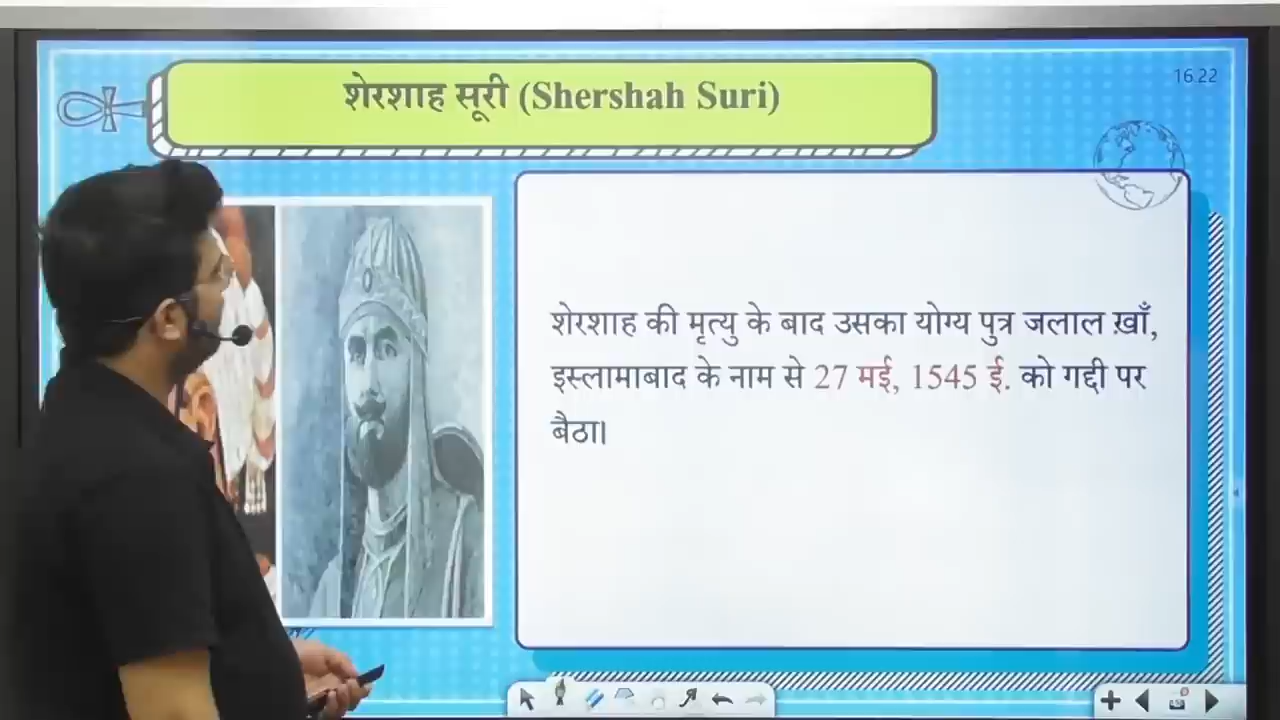 शेरशाह सूरी (Shershah Suri)
16:22
शेरशाह की मृत्यु के बाद उसका योग्य पुत्र जलाल ख़ाँ,
इस्लामाबाद के नाम से 27 मई, 1545 ई. को गद्दी पर
बैठा।